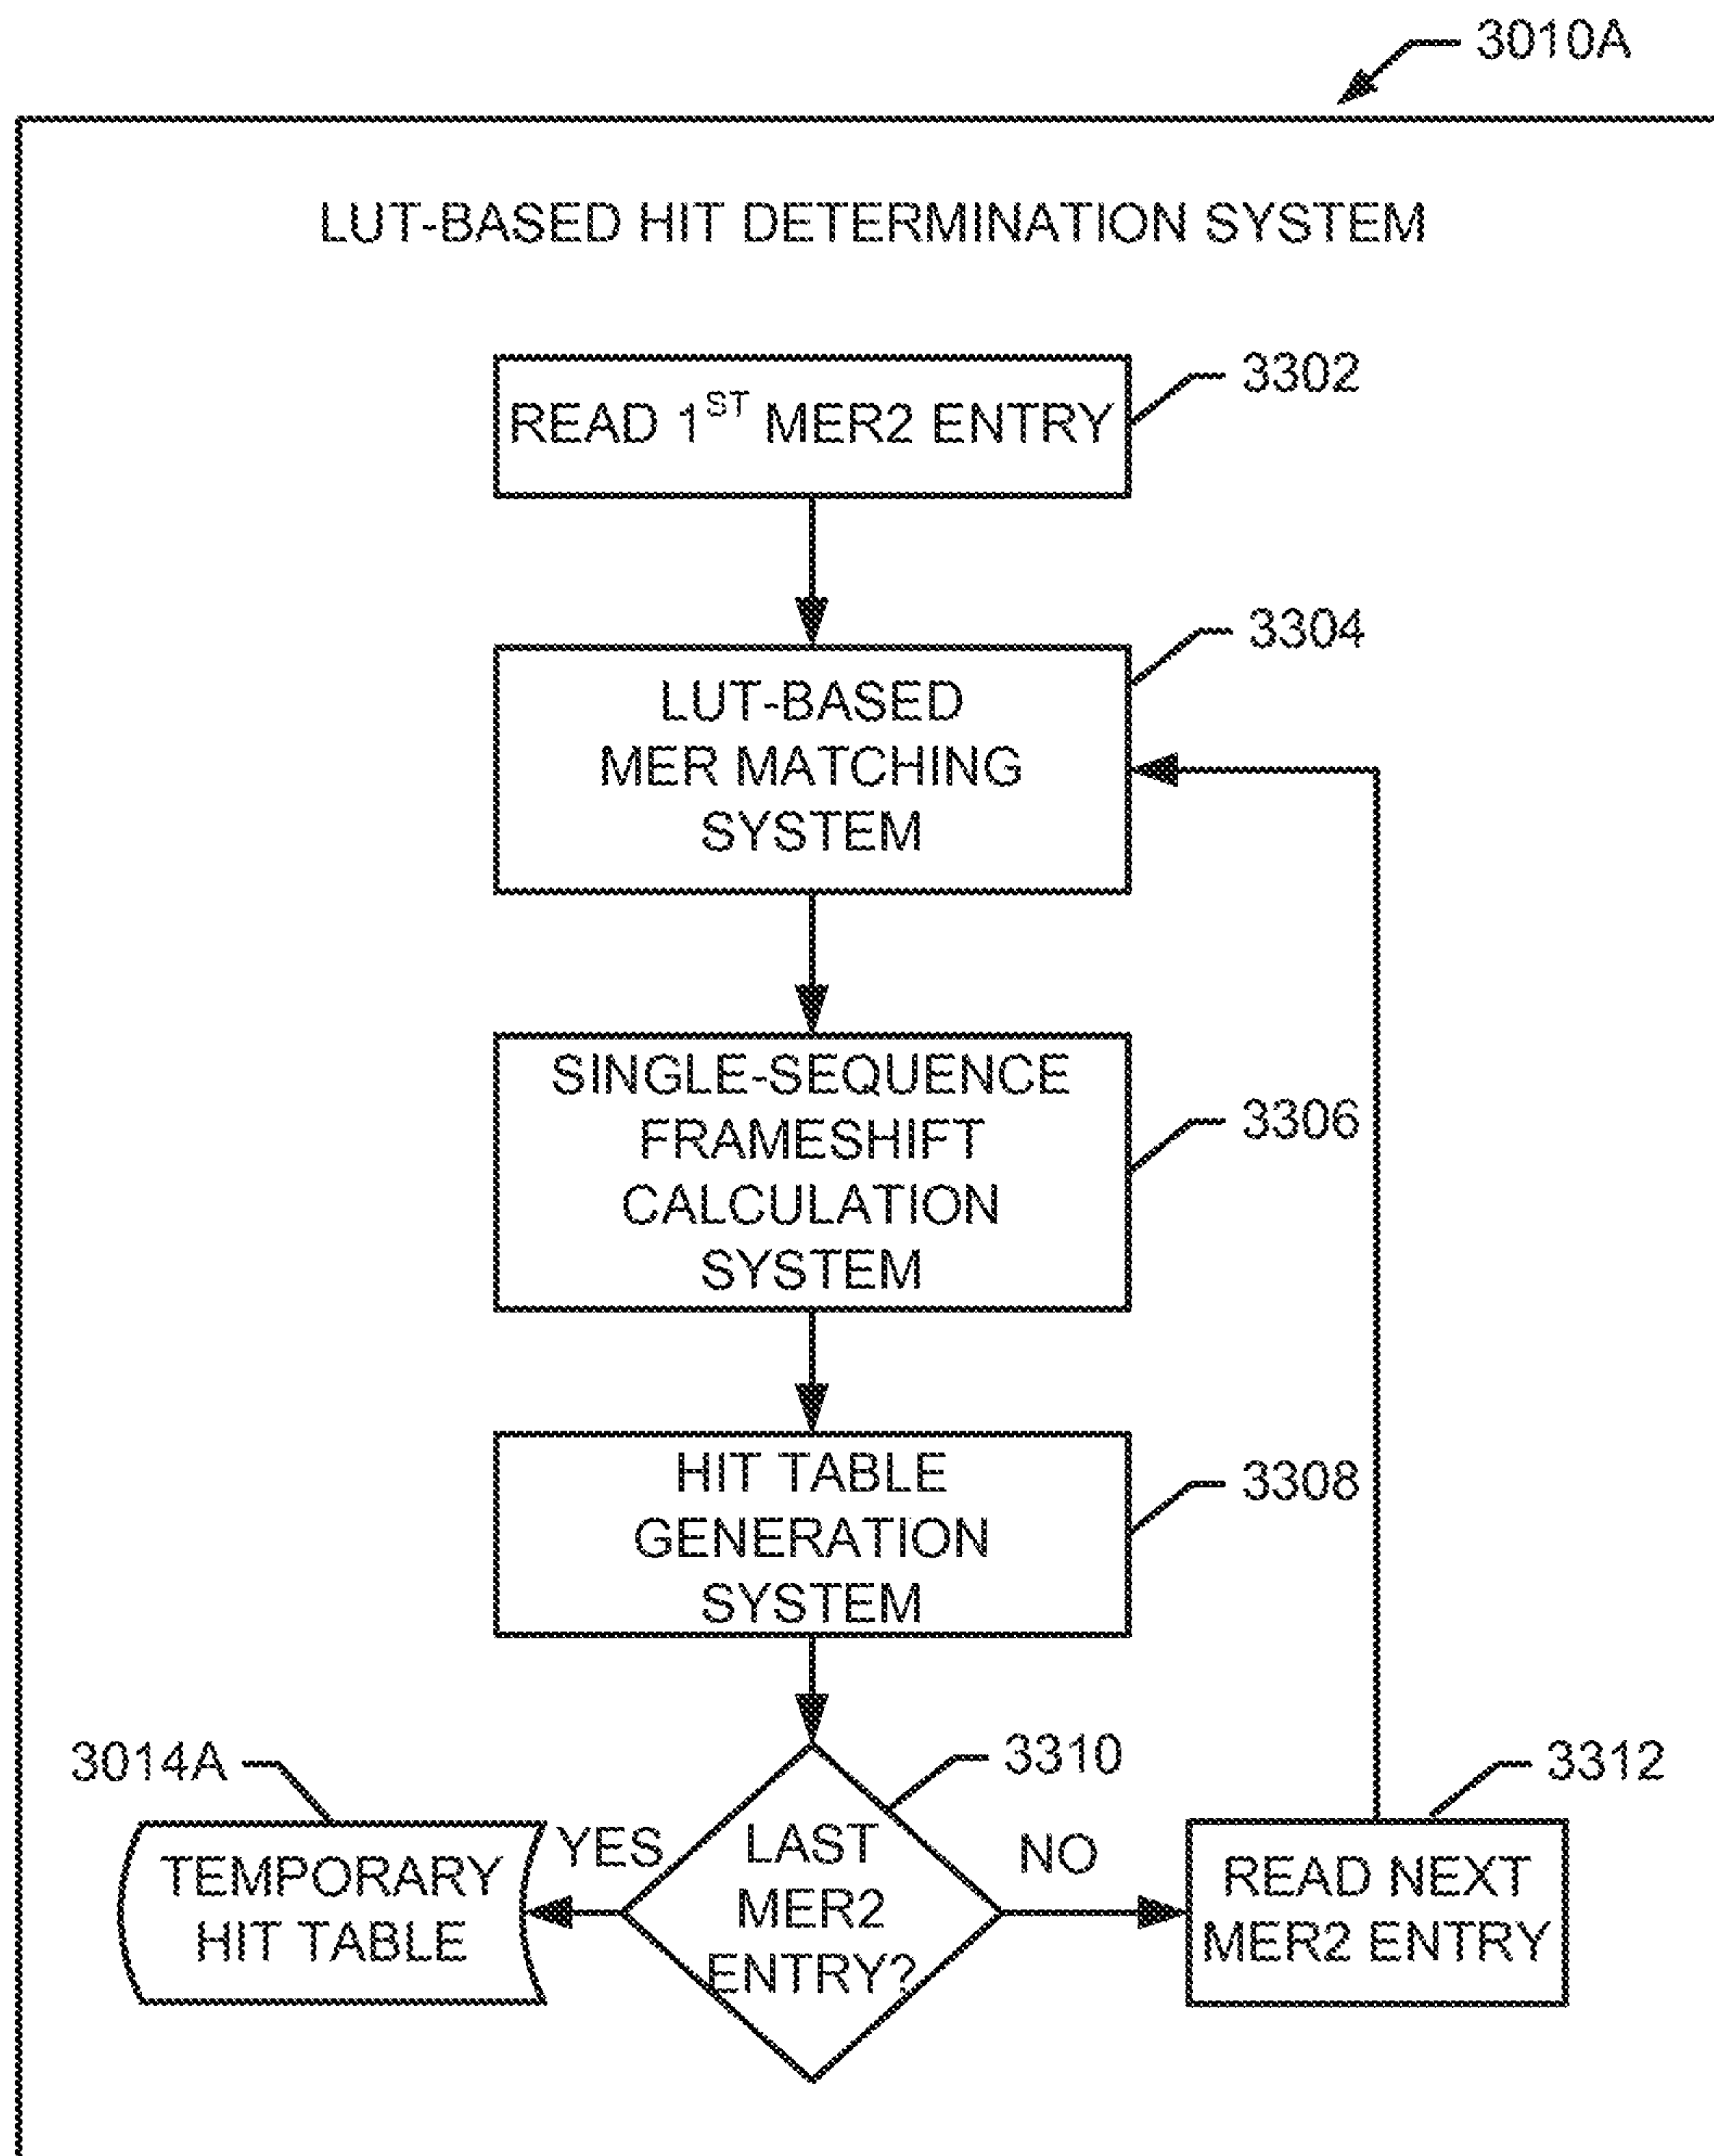 3010A
LUT-BASED HIT DETERMINATION SYSTEM
3302
READ 1ST MER2 ENTRY
3304
LUT-BASED
MER MATCHING
SYSTEM
SINGLE-SEQUENCE
FRAMESHIFT
CALCULATION
SYSTEM
3306
HIT TABLE
GENERATION
SYSTEM
3308
3014A
3310
3312
TEMPORARY
HIT TABLE
YES
LAST
MER2
ENTRY?
NO
READ NEXT
MER2 ENTRY